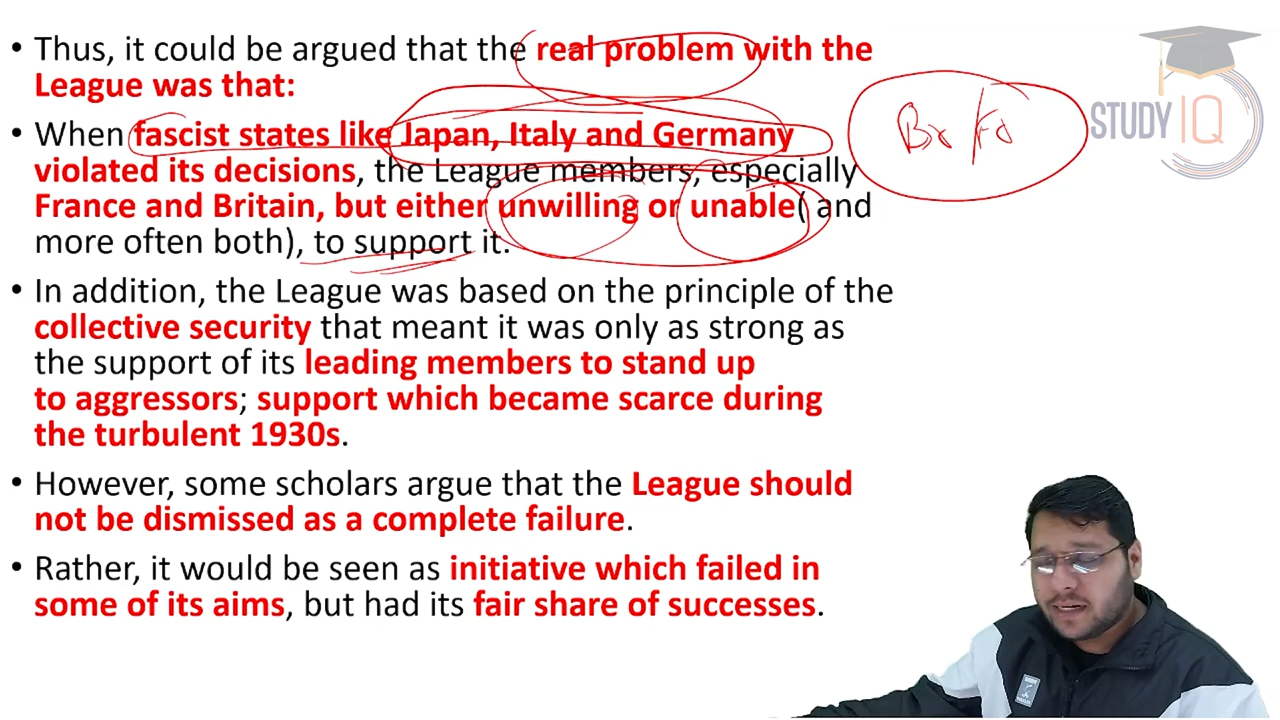 • Thus, it could be argued that the real problem with the
League was that:
• When fascist states like Japan, Italy and Germany
violated its decisions, the League members, especially
France and Britain, but either unwilling or unable( and
more often both), to support it.
• In addition, the League was based on the principle of the
collective security that meant it was only as strong as
the support of its leading members to stand up
to aggressors; support which became scarce during
the turbulent 1930s.
• However, some scholars argue that the League should
not be dismissed as a complete failure.
• Rather, it would be seen as initiative which failed in
some of its aims, but had its fair share of successes.
Br/
STUDY IQ